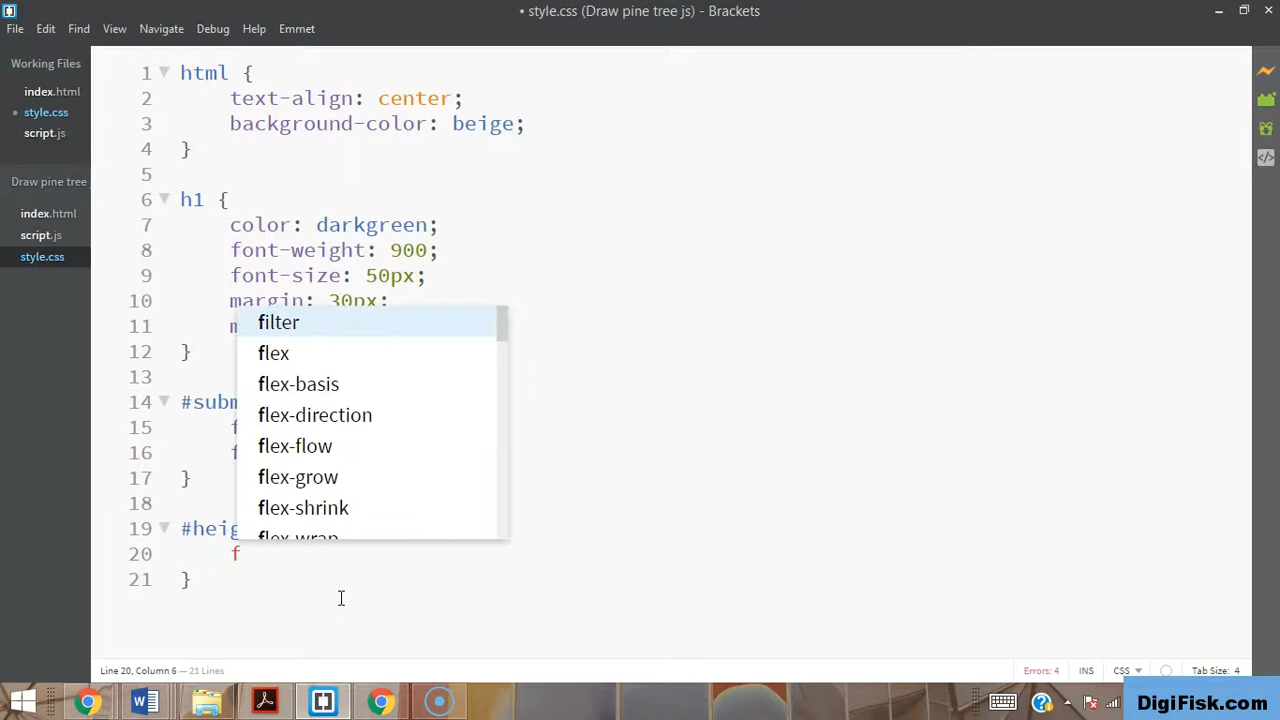 • style.css (Draw pine tree js) - Brackets
File Edit Find View Navigate Debug Help Emmet
Working Files
index.html
• style.css
script.js
Draw pine tree j
index.html
script.js
style.css
1 html {
2 text-align: center;
3 background-color: beige;
4 }
5
6 h1 {
7 color: darkgreen;
8 font-weight: 900;
9 font-size: 50px;
10 margin: 30px;
11 m
12 }
13
14 #subm
15 f
16 f
17 }
18
19 #heig
20 f
21 }
filter
flex
flex-basis
flex-direction
flex-flow
flex-grow
flex-shrink
flex-wrap
Line 20, Column 6 — 21 Lines
Errors: 4 INS CSS Tab Size: 4
DigiFisk.com